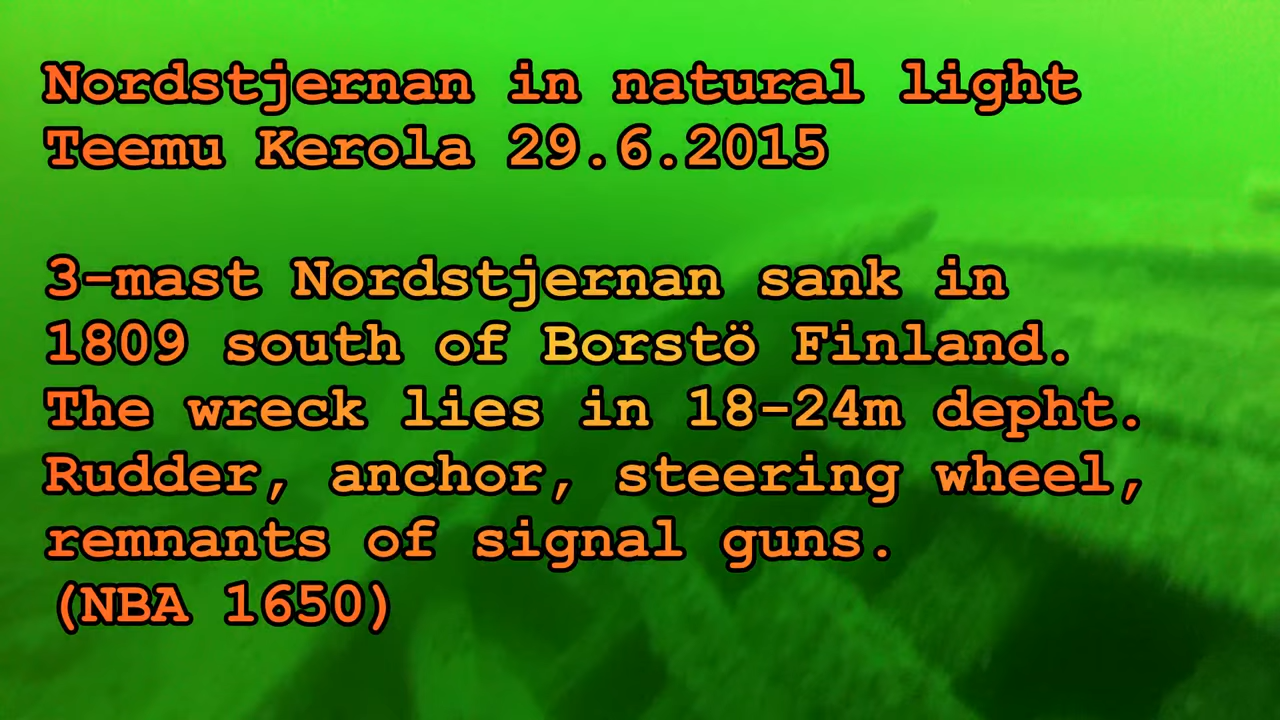 Nordstjernan in natural light
Teemu Kerola 29.6.2015
3-mast Nordstjernan sank in
1809 south of Borstö Finland.
The wreck lies in 18-24m depht.
Rudder, anchor, steering wheel,
remnants of signal guns.
(NBA 1650)